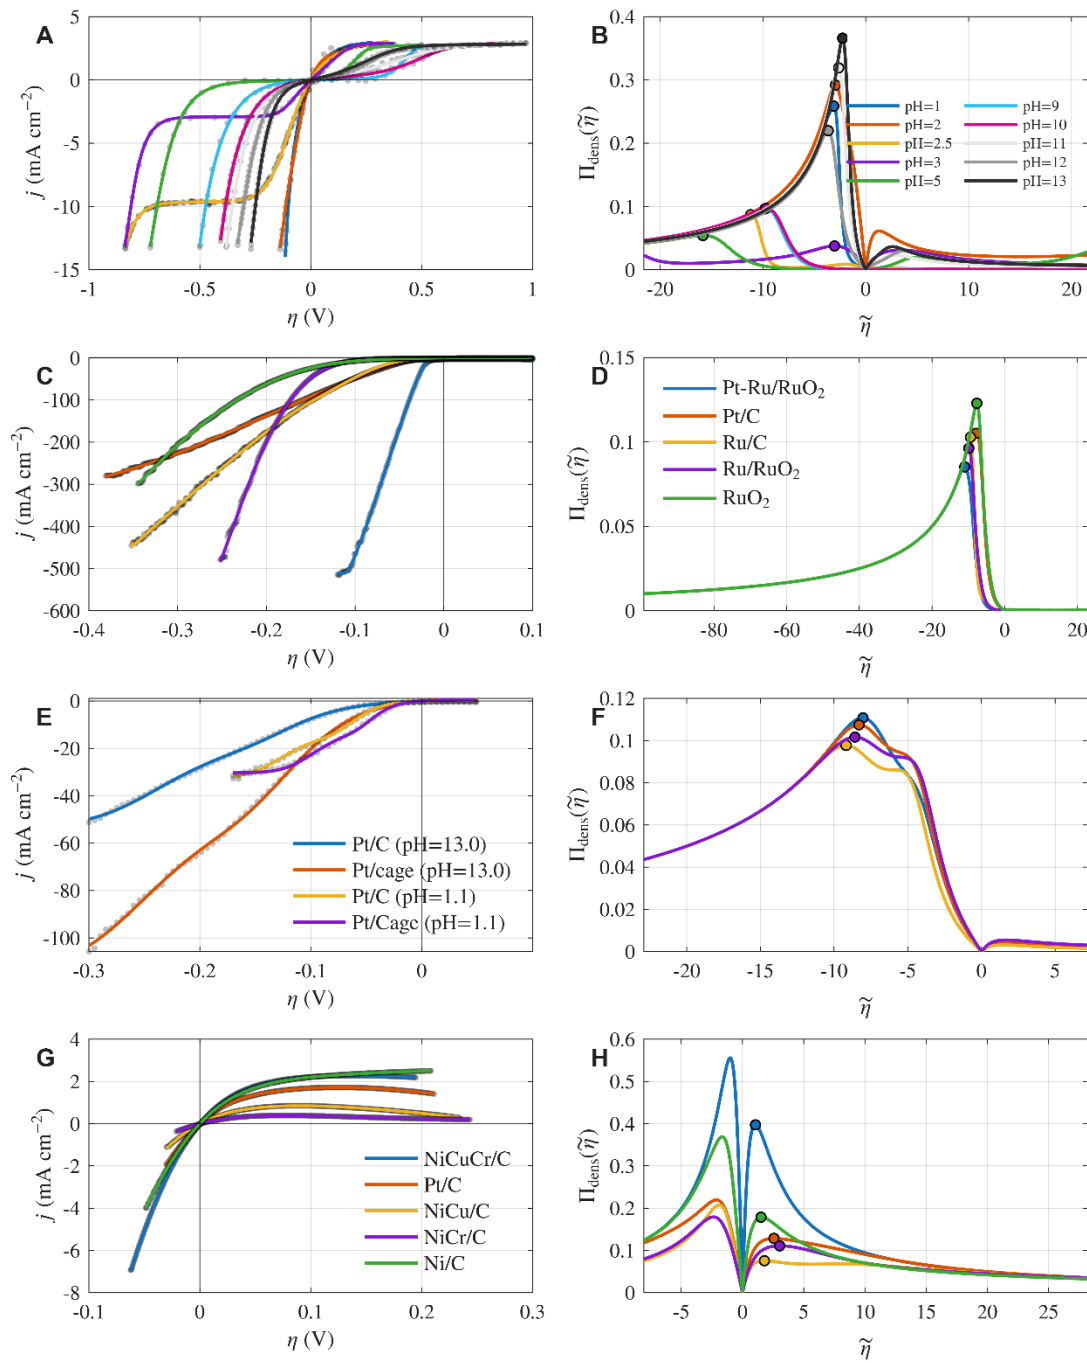 A
j (mA cm−2)
5
0
-5
-10
-15
-1
-0.5
0
0.5
1
η (V)
B
Πdens(η̃)
0.4
0.3
0.2
0.1
0
-20
-10
0
10
20
η̃
pH=1
pH=2
pH=2.5
pH=3
pH=5
pH=9
pH=10
pH=11
pH=12
pH=13
C
j (mA cm−2)
0
-100
-200
-300
-400
-500
-600
-0.4
-0.3
-0.2
-0.1
0
0.1
η (V)
D
Πdens(η̃)
0.15
0.1
0.05
0
-80
-60
-40
-20
0
20
η̃
Pt-Ru/RuO2
Pt/C
Ru/C
Ru/RuO2
RuO2
E
j (mA cm−2)
0
-20
-40
-60
-80
-100
-0.3
-0.2
-0.1
0
0.1
η (V)
Pt/C (pH=13.0)
Pt/cage (pH=13.0)
Pt/C (pH=1.1)
Pt/Cage (pH=1.1)
F
Πdens(η̃)
0.12
0.1
0.08
0.06
0.04
0.02
0
-20
-15
-10
-5
0
5
η̃
G
j (mA cm−2)
4
2
0
-2
-4
-6
-8
-0.1
0
0.1
0.2
0.3
η (V)
NiCuCr/C
Pt/C
NiCu/C
NiCr/C
Ni/C
H
Πdens(η̃)
0.6
0.5
0.4
0.3
0.2
0.1
0
-5
0
5
10
15
20
25
η̃